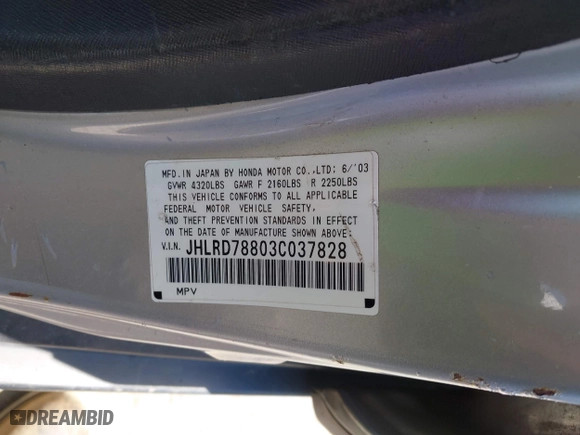 MFD.IN JAPAN BY HONDA MOTOR CO.,LTD: 6/'03
GVWR 4320LBS GAWR F 2160LBS R 2250LBS
THIS VEHICLE CONFORMS TO ALL APPLICABLE
FEDERAL MOTOR VEHICLE SAFETY,
AND THEFT PREVENTION STANDARDS IN EFFECT
ON THE DATE OF MANUFACTURE SHOWN ABOVE:
V.I.N. JHLRD78803C037828
MPV
DREAMBID